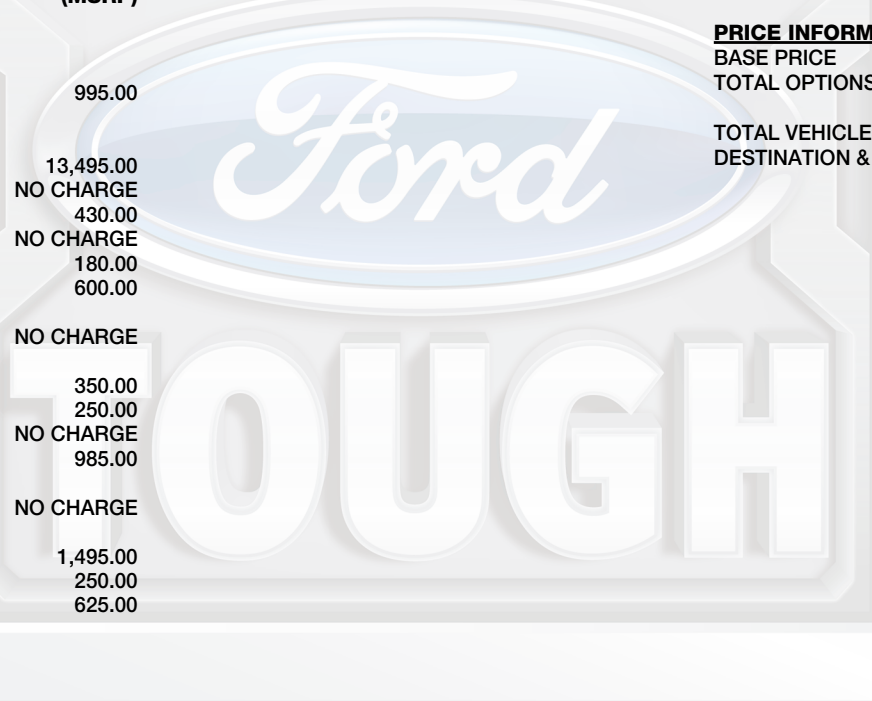 (MSRP)
995.00
13,495.00
NO CHARGE
430.00
NO CHARGE
180.00
600.00
NO CHARGE
350.00
250.00
NO CHARGE
985.00
NO CHARGE
1,495.00
250.00
625.00
PRICE INFORM
BASE PRICE
TOTAL OPTIONS
TOTAL VEHICLE
DESTINATION &
Ford
TOUGH